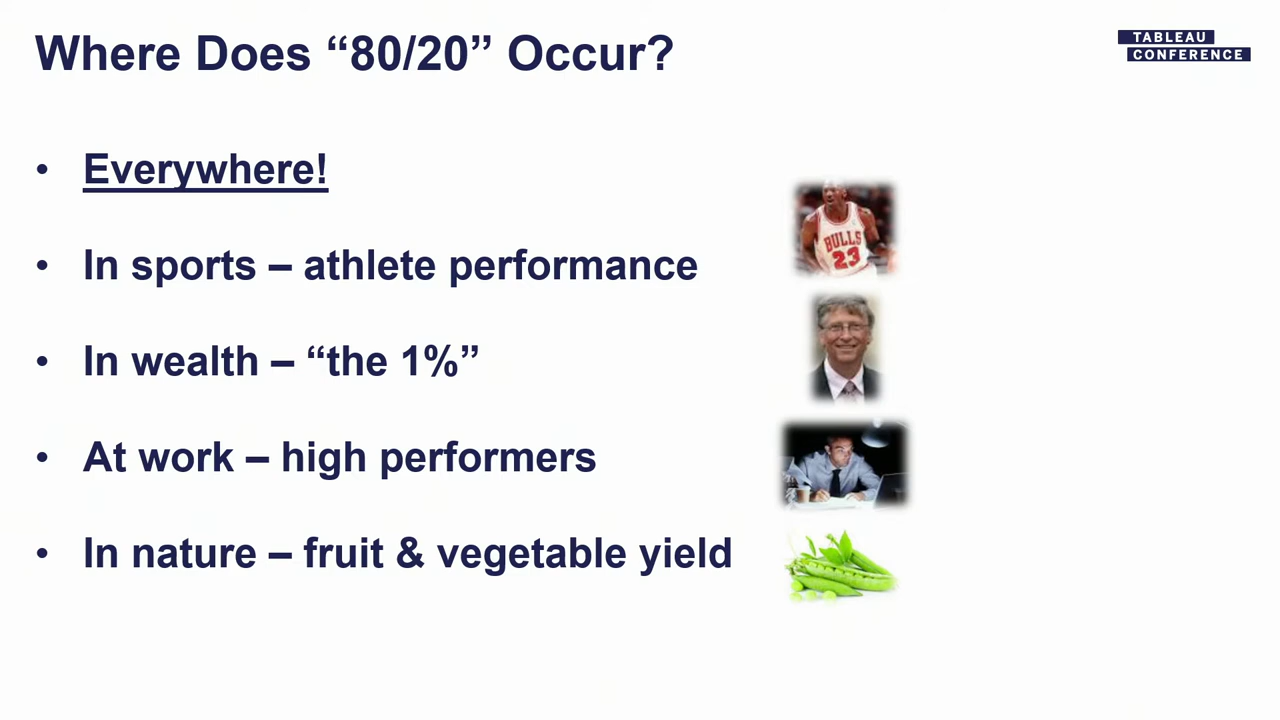 Where Does “80/20” Occur?
TABLEAU
CONFERENCE
• Everywhere!
• In sports – athlete performance
BULLS
23
• In wealth – “the 1%”
• At work – high performers
• In nature – fruit & vegetable yield